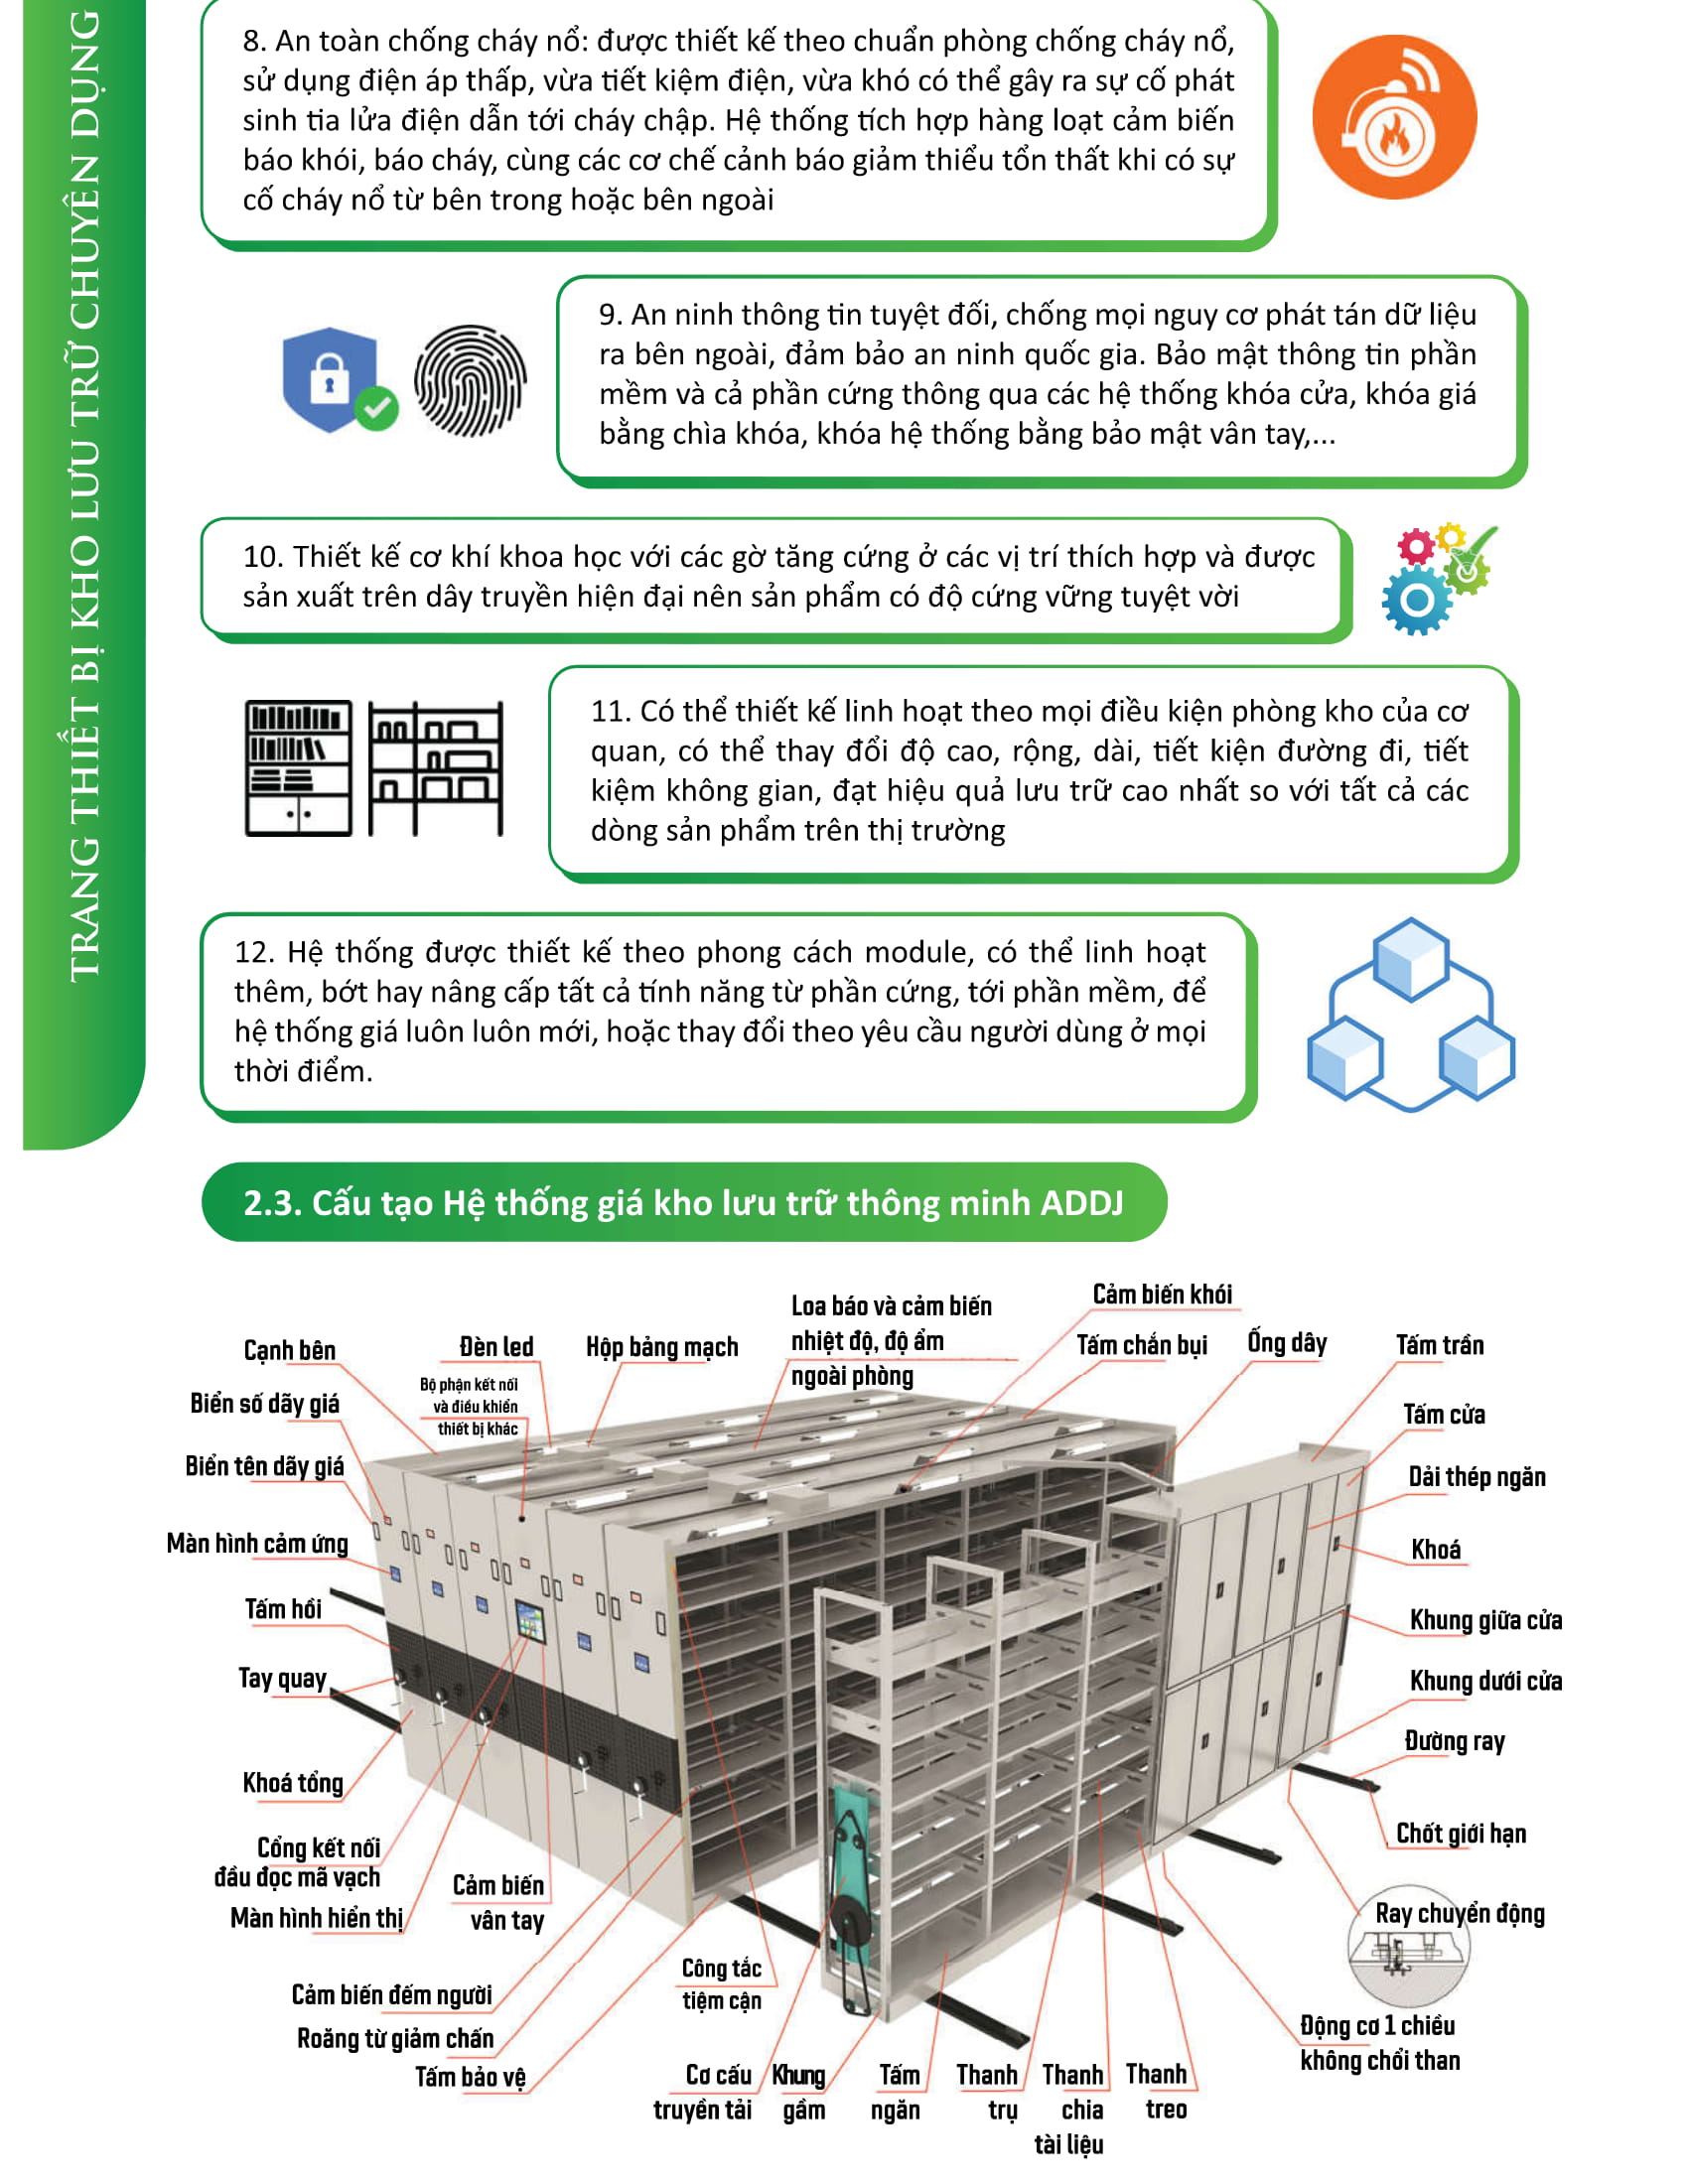 TRANG THIẾT BỊ KHO LƯU TRỮ CHUYÊN DỤNG
8. An toàn chống cháy nổ: được thiết kế theo chuẩn phòng chống cháy nổ,
sử dụng điện áp thấp, vừa tiết kiệm điện, vừa khó có thể gây ra sự cố phát
sinh tia lửa điện dẫn tới cháy chập. Hệ thống tích hợp hàng loạt cảm biến
báo khói, báo cháy, cùng các cơ chế cảnh báo giảm thiểu tổn thất khi có sự
cố cháy nổ từ bên trong hoặc bên ngoài
9. An ninh thông tin tuyệt đối, chống mọi nguy cơ phát tán dữ liệu
ra bên ngoài, đảm bảo an ninh quốc gia. Bảo mật thông tin phần
mềm và cả phần cứng thông qua các hệ thống khóa cửa, khóa giá
bằng chìa khóa, khóa hệ thống bằng bảo mật vân tay,...
10. Thiết kế cơ khí khoa học với các gờ tăng cứng ở các vị trí thích hợp và được
sản xuất trên dây truyền hiện đại nên sản phẩm có độ cứng vững tuyệt vời
11. Có thể thiết kế linh hoạt theo mọi điều kiện phòng kho của cơ
quan, có thể thay đổi độ cao, rộng, dài, tiết kiện đường đi, tiết
kiệm không gian, đạt hiệu quả lưu trữ cao nhất so với tất cả các
dòng sản phẩm trên thị trường
12. Hệ thống được thiết kế theo phong cách module, có thể linh hoạt
thêm, bớt hay nâng cấp tất cả tính năng từ phần cứng, tới phần mềm, để
hệ thống giá luôn luôn mới, hoặc thay đổi theo yêu cầu người dùng ở mọi
thời điểm.
2.3. Cấu tạo Hệ thống giá kho lưu trữ thông minh ADDJ
Cạnh bên
Đèn led
Hộp bảng mạch
Loa báo và cảm biến
nhiệt độ, độ ẩm
ngoài phòng
Cảm biến khói
Tấm chắn bụi
Ống dây
Tấm trần
Biển số dãy giá
Bộ phận kết nối
và điều khiển
thiết bị khác
Tấm cửa
Biển tên dãy giá
Dải thép ngăn
Màn hình cảm ứng
Khoá
Tấm hồi
Khung giữa cửa
Tay quay
Khung dưới cửa
Đường ray
Khoá tổng
Chốt giới hạn
Cổng kết nối
đầu đọc mã vạch
Màn hình hiển thị
Cảm biến
vân tay
Ray chuyển động
Công tắc
tiệm cận
Cảm biến đếm người
Roăng từ giảm chấn
Tấm bảo vệ
Động cơ 1 chiều
không chổi than
Cơ cấu
truyền tải
Khung
gầm
Tấm
ngăn
Thanh
trụ
Thanh
chia
tài liệu
Thanh
treo